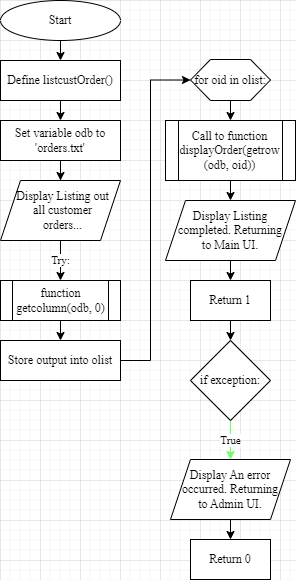 Start
Define listcustOrder()
Set variable odb to
'orders.txt'
Display Listing out
all customer
orders...
Try:
function
getcolumn(odb, 0)
Store output into olist
for oid in olist:
Call to function
displayOrder(getrow
(odb, oid))
Display Listing
completed. Returning
to Main UI.
Return 1
if exception:
True
Display An error
occurred. Returning
to Admin UI.
Return 0